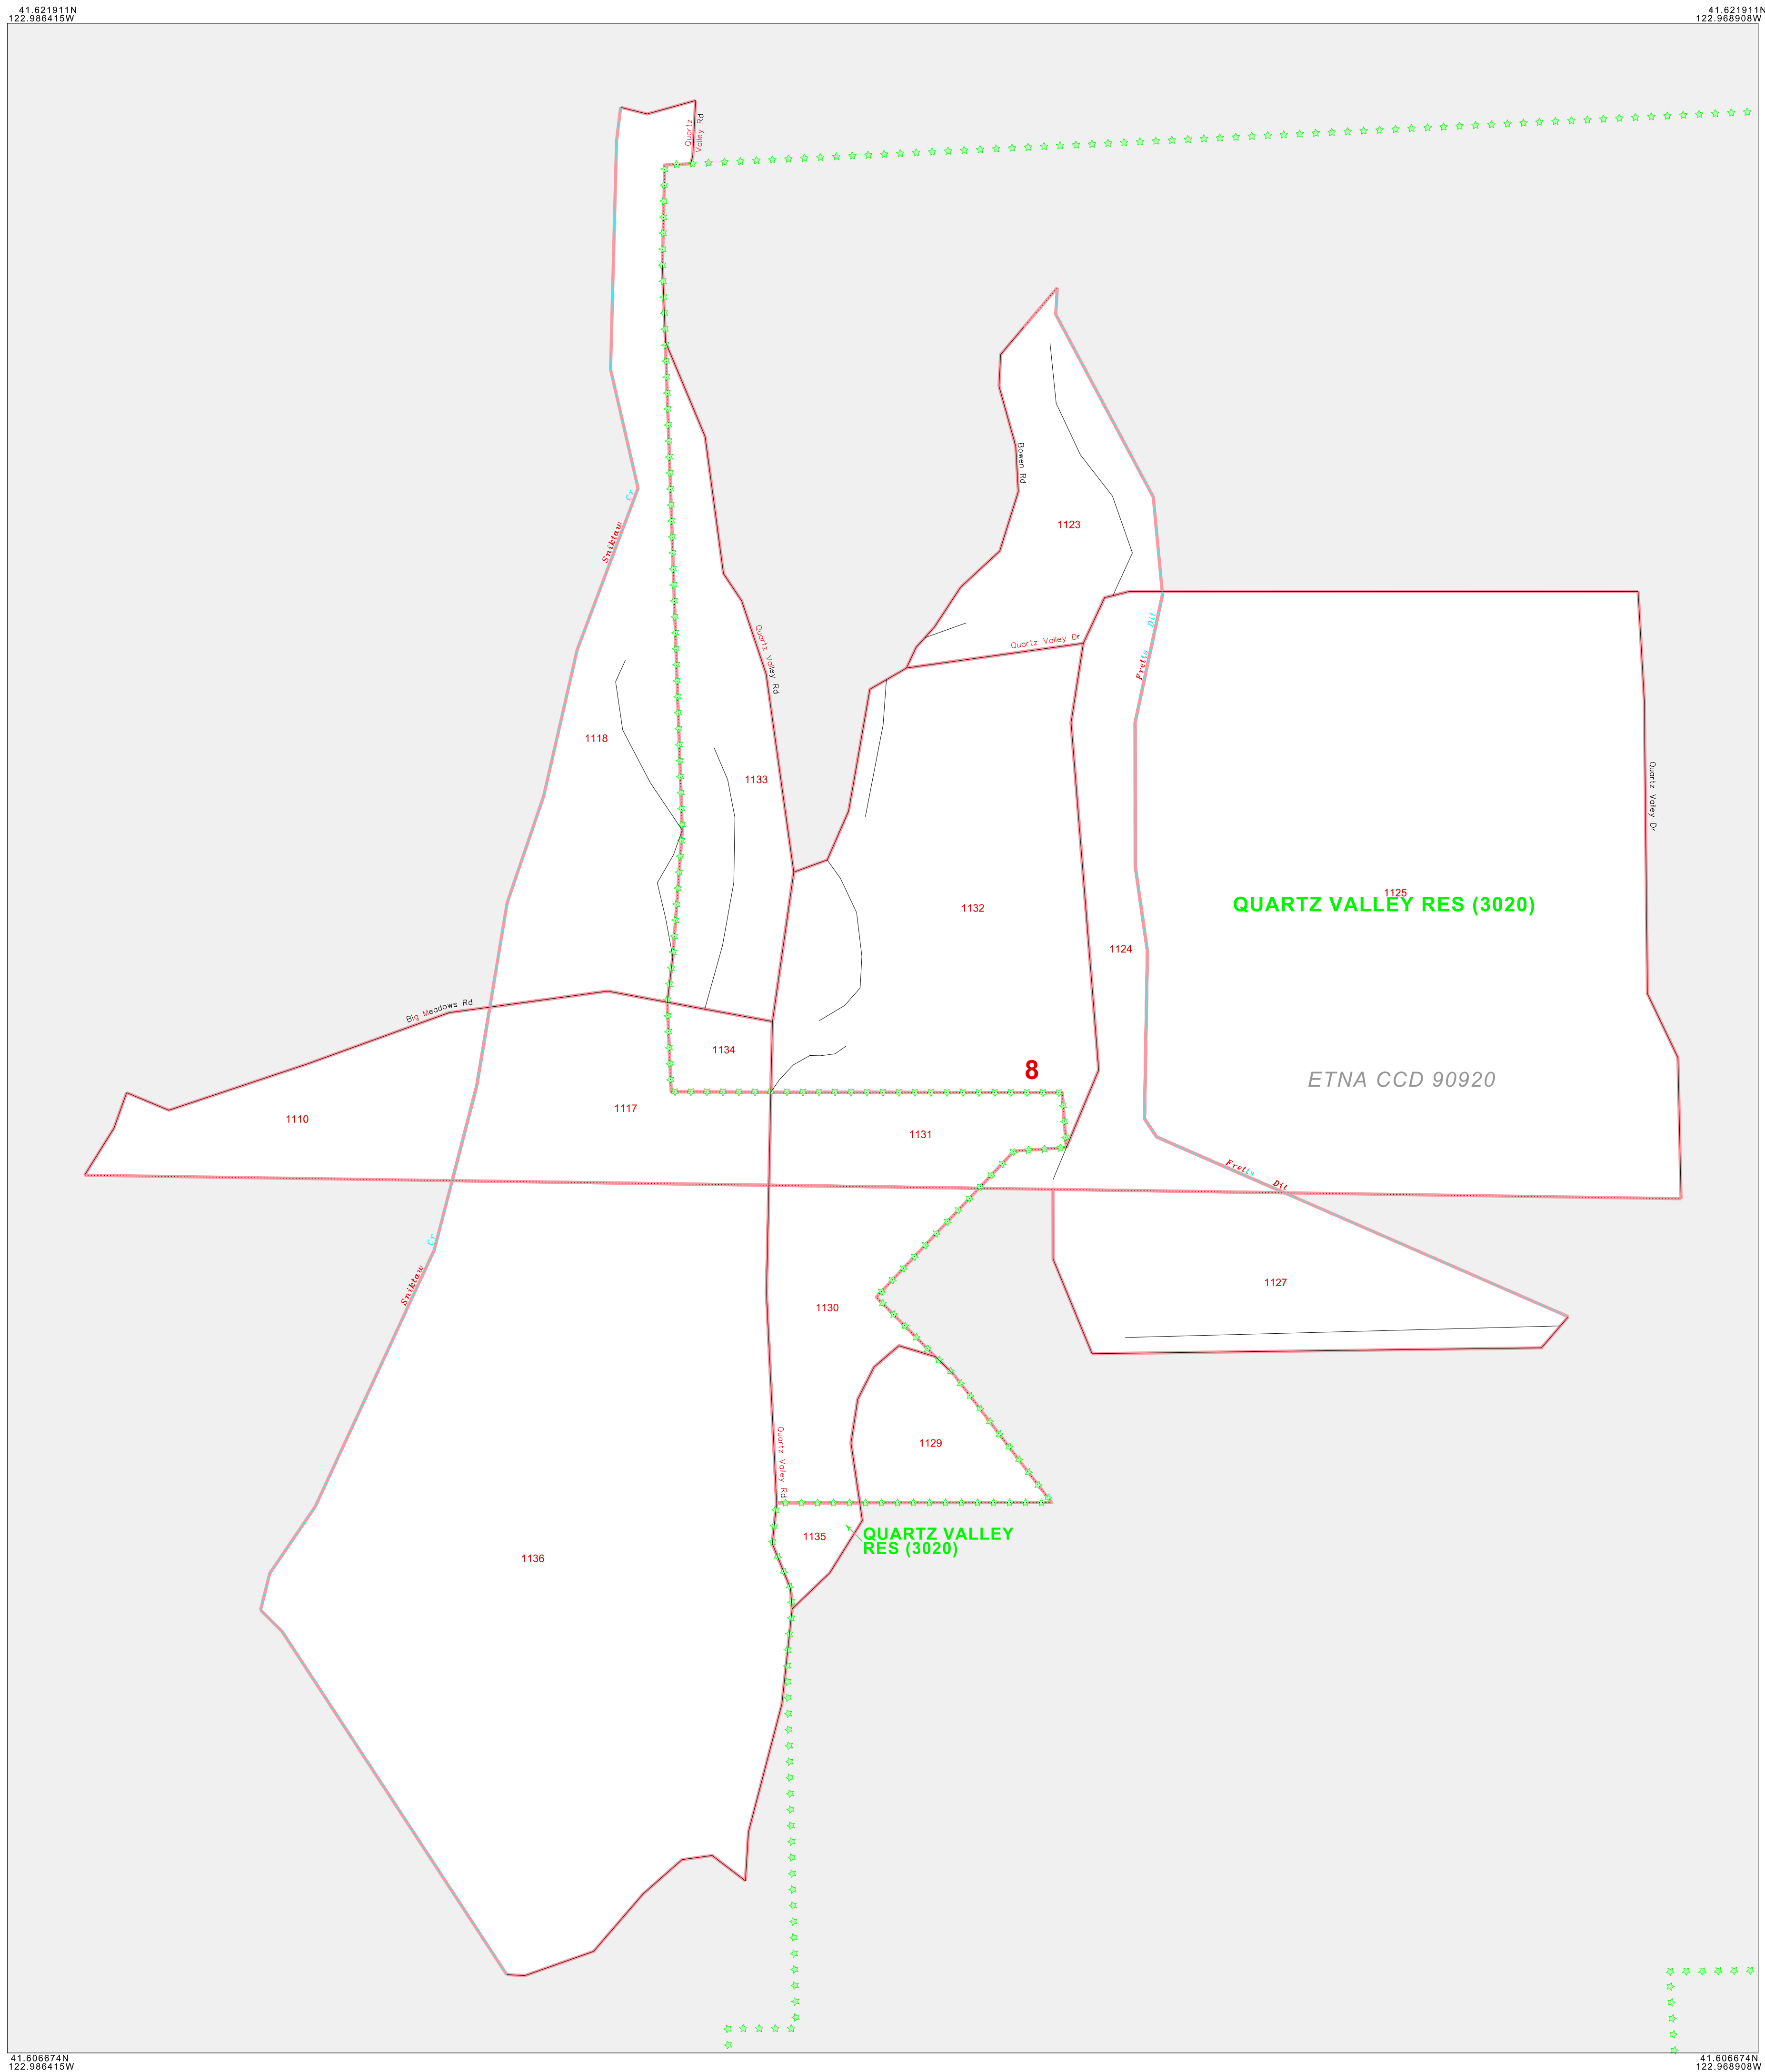 41.621911N
122.986415W
41.621911N
122.968908W
Quartz
Valley Rd
Bowen Rd
Sniktaw Cr
1123
Fretts Dit
Quartz Valley Rd
Quartz Valley Dr
1118
1133
Quartz Valley Dr
1125
QUARTZ VALLEY RES (3020)
1132
1124
Big Meadows Rd
1134
8
ETNA CCD 90920
1117
1110
1131
Fretts Dit
Sniktaw Cr
1127
1130
Quartz Valley Rd
1129
QUARTZ VALLEY
RES (3020)
1135
1136
41.606674N
122.986415W
41.606674N
122.968908W